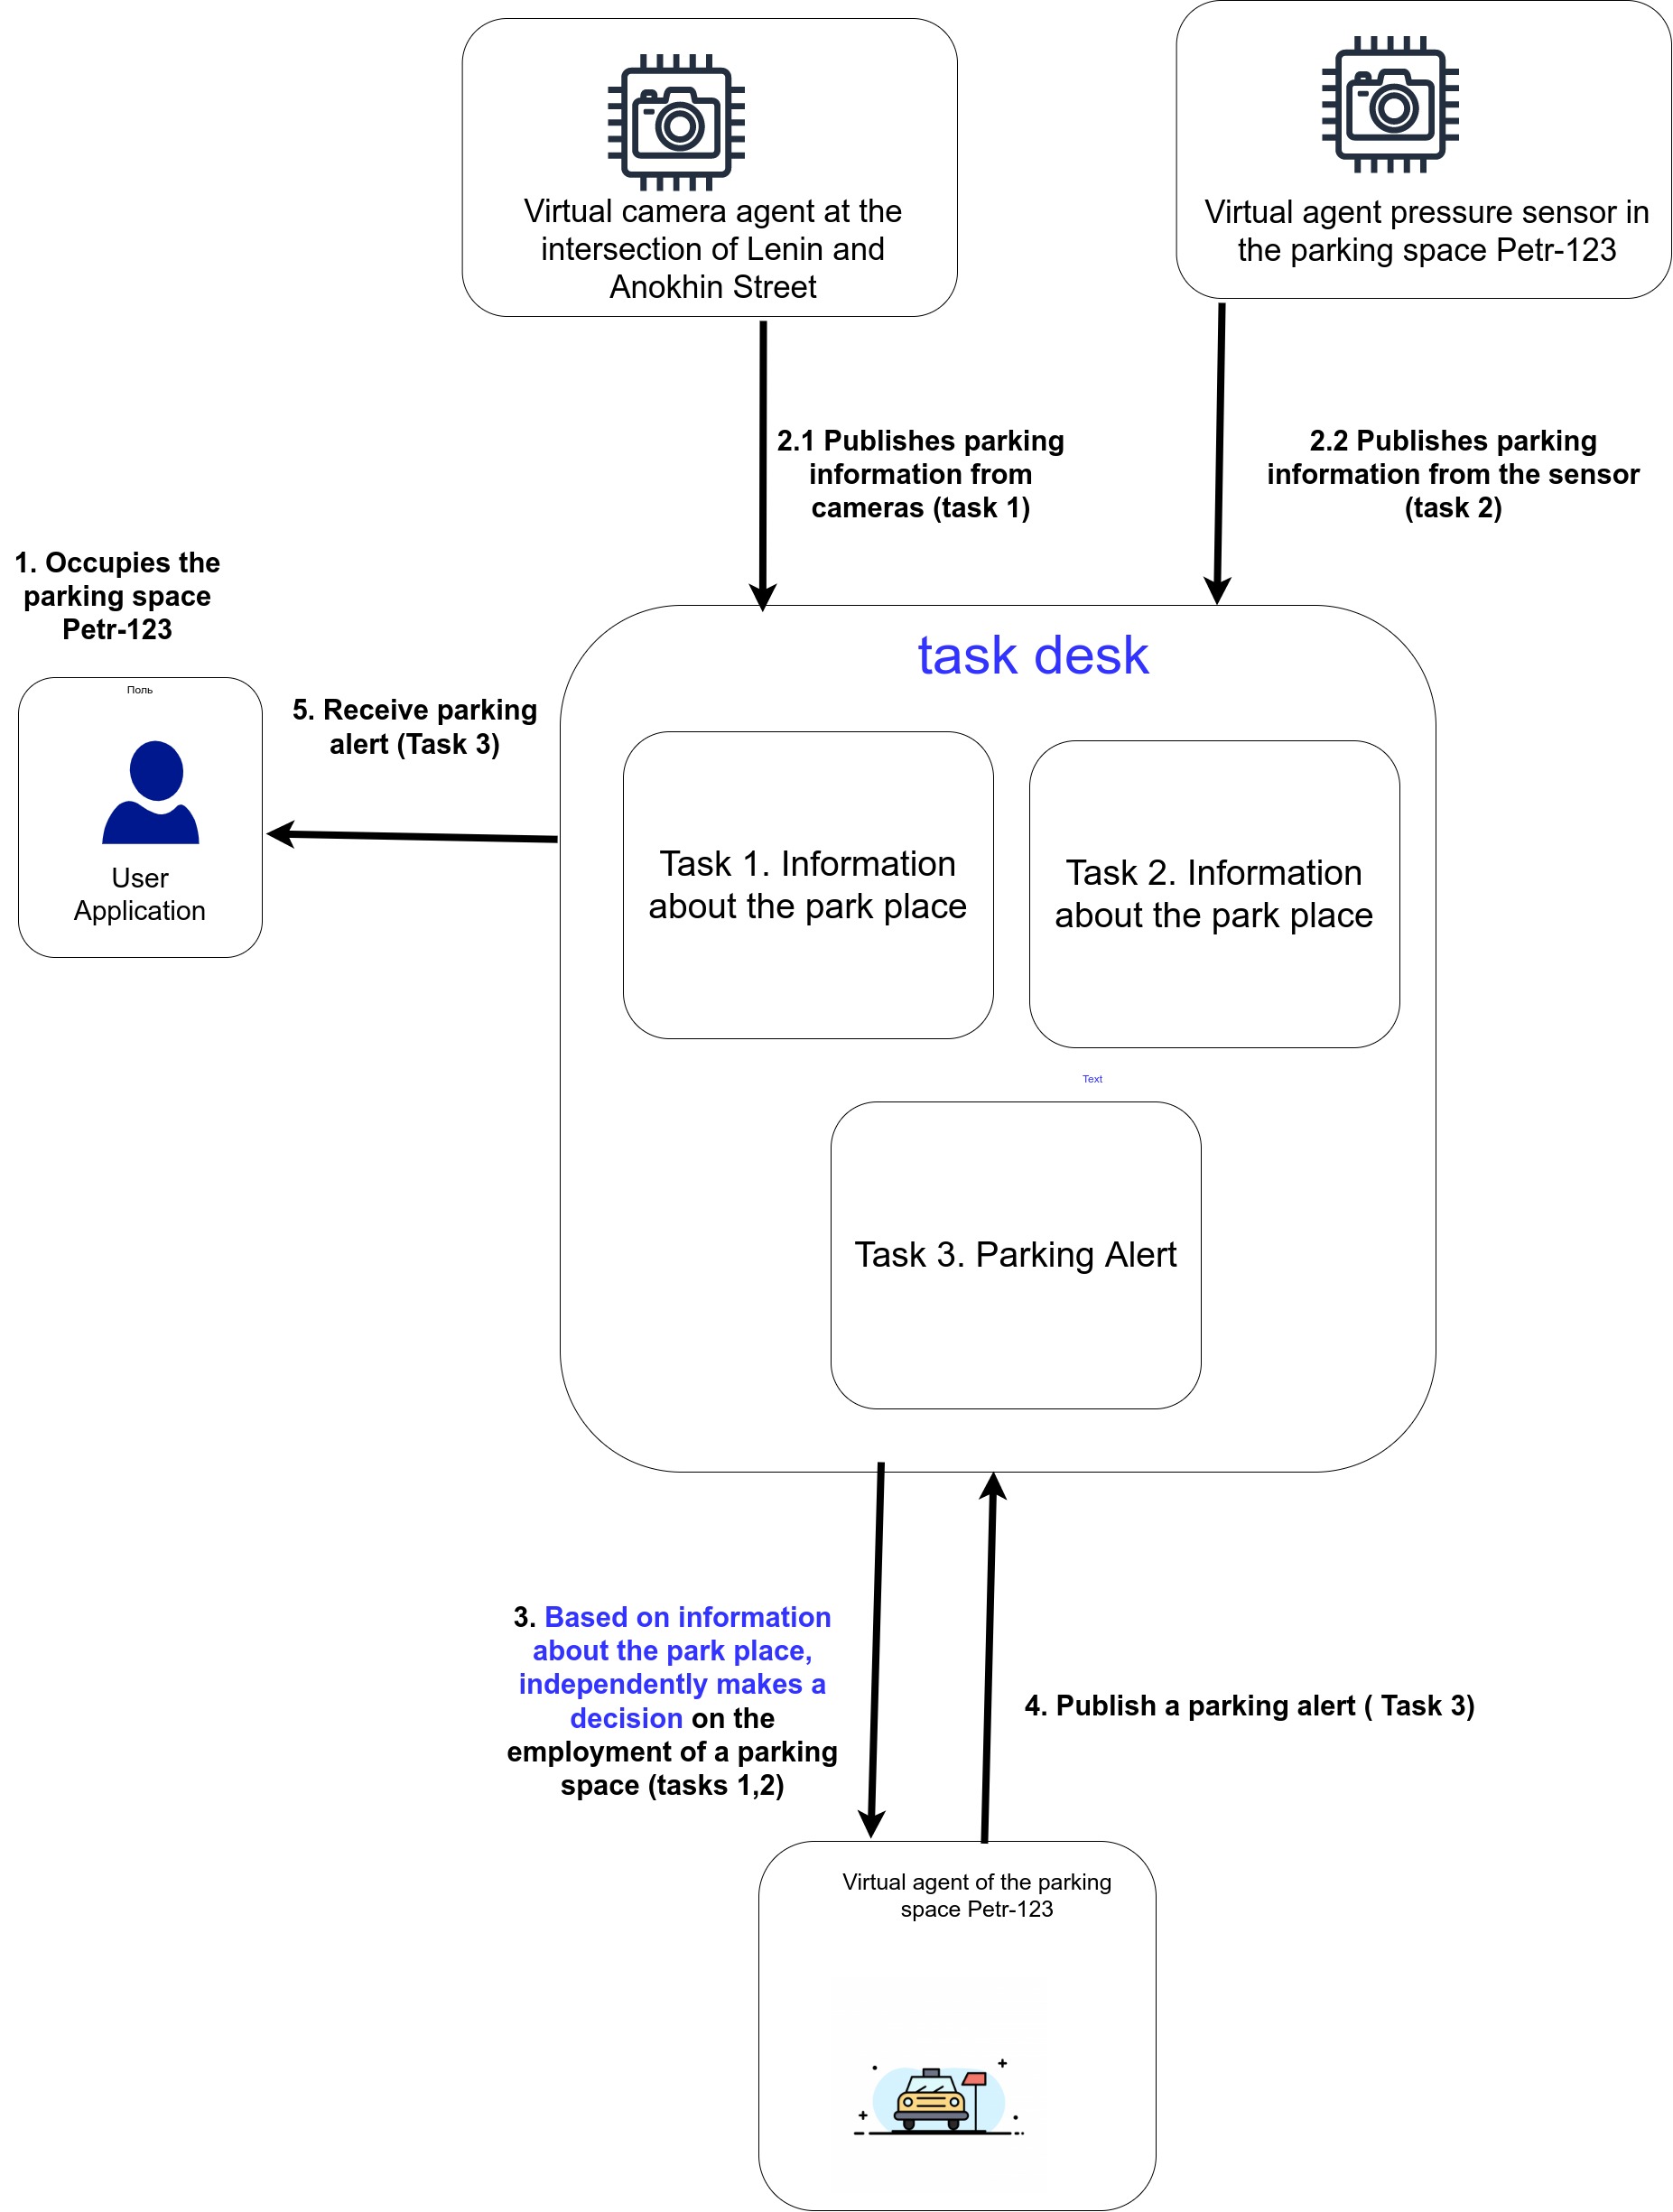 Virtual camera agent at the
intersection of Lenin and
Anokhin Street
Virtual agent pressure sensor in
the parking space Petr-123
2.1 Publishes parking
information from
cameras (task 1)
2.2 Publishes parking
information from the sensor
(task 2)
1. Occupies the
parking space
Petr-123
Поль
User
Application
5. Receive parking
alert (Task 3)
task desk
Task 1. Information
about the park place
Task 2. Information
about the park place
Text
Task 3. Parking Alert
3. Based on information
about the park place,
independently makes a
decision on the
employment of a parking
space (tasks 1,2)
4. Publish a parking alert ( Task 3)
Virtual agent of the parking
space Petr-123